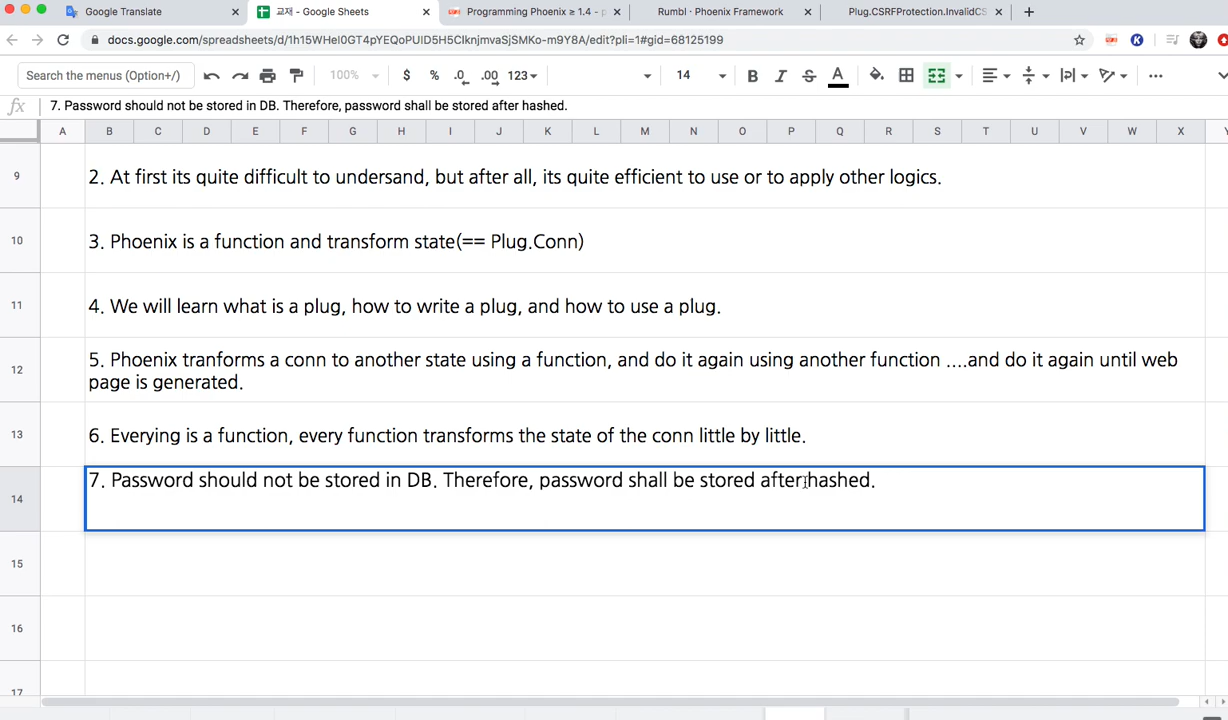 Google Translate
교재 - Google Sheets
Programming Phoenix ≥ 1.4 - p
Rumbl · Phoenix Framework
Plug.CSRFProtection.InvalidCS
docs.google.com/spreadsheets/d/1h15WHel0GT4pYEQoPUlD5H5CIknjmvaSjSMKo-m9Y8A/edit?pli=1#gid=68125199
Search the menus (Option+/)
100% $ % .0 .00 123 14 B I S A
fx 7. Password should not be stored in DB. Therefore, password shall be stored after hashed.
A B C D E F G H I J K L M N O P Q R S T U V W X Y
9 2. At first its quite difficult to undersand, but after all, its quite efficient to use or to apply other logics.
10 3. Phoenix is a function and transform state(== Plug.Conn)
11 4. We will learn what is a plug, how to write a plug, and how to use a plug.
12 5. Phoenix tranforms a conn to another state using a function, and do it again using another function ....and do it again until web
page is generated.
13 6. Everying is a function, every function transforms the state of the conn little by little.
14 7. Password should not be stored in DB. Therefore, password shall be stored after hashed.
15
16
17